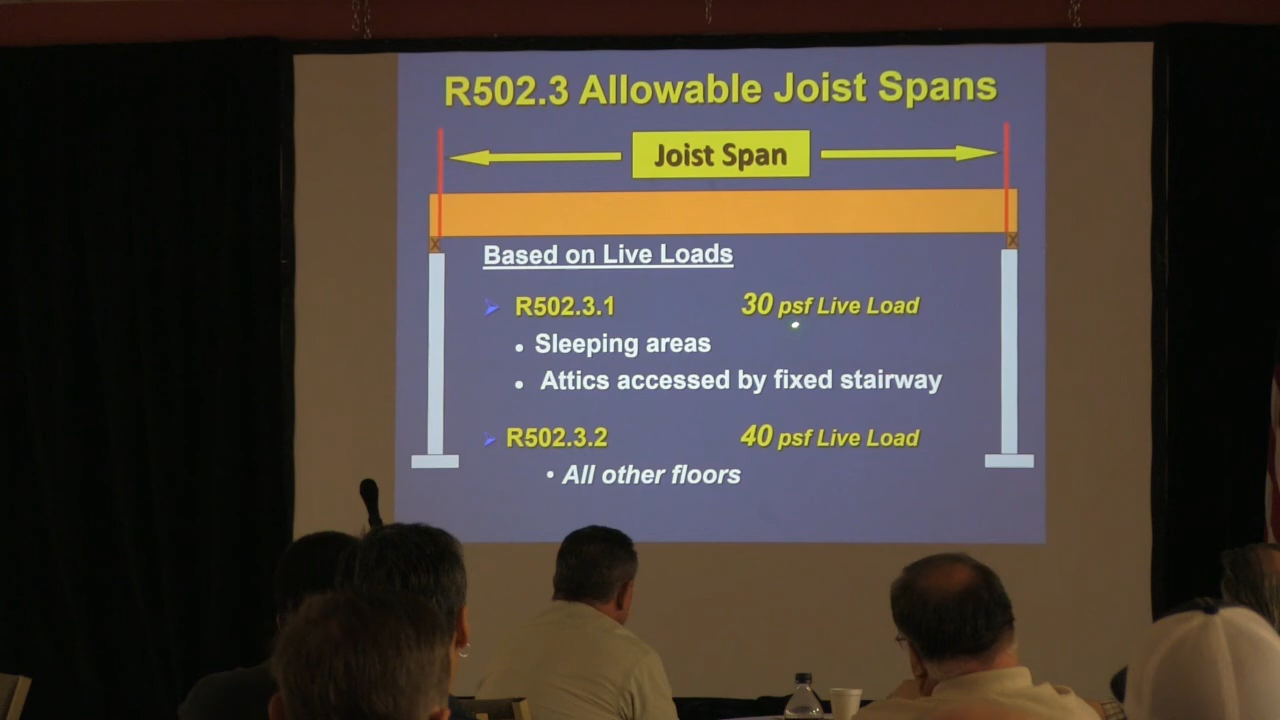 R502.3 Allowable Joist Spans
Joist Span
Based on Live Loads
R502.3.1 30 psf Live Load
• Sleeping areas
• Attics accessed by fixed stairway
R502.3.2 40 psf Live Load
• All other floors